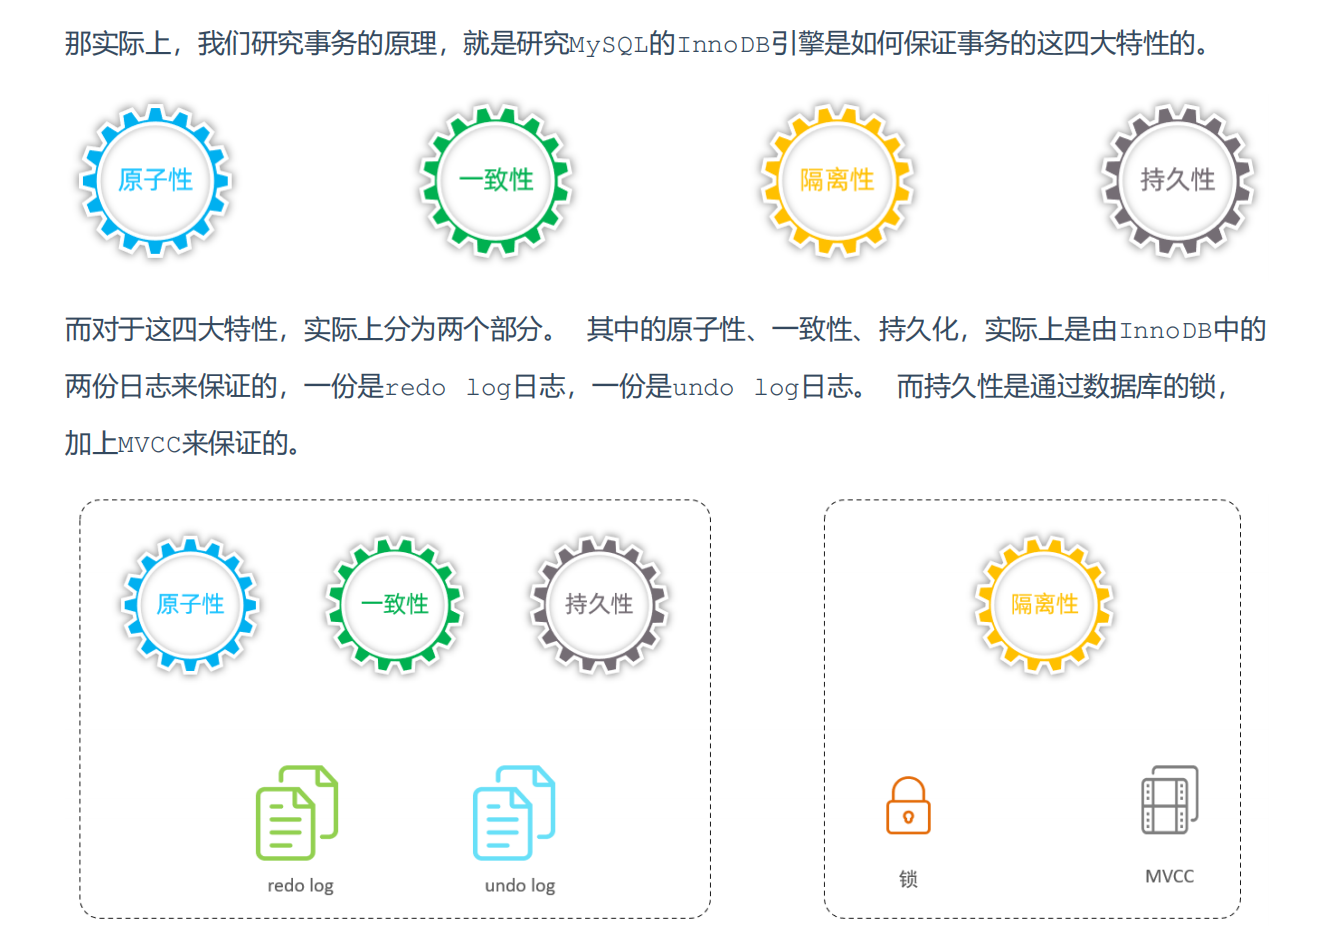 那实际上，我们研究事务的原理，就是研究MySQL的InnoDB引擎是如何保证事务的这四大特性的。
原子性 一致性 隔离性 持久性
而对于这四大特性，实际上分为两个部分。 其中的原子性、一致性、持久化，实际上是由InnoDB中的
两份日志来保证的，一份是redo log日志，一份是undo log日志。 而持久性是通过数据库的锁，
加上MVCC来保证的。
原子性 一致性 持久性 隔离性
redo log undo log 锁 MVCC